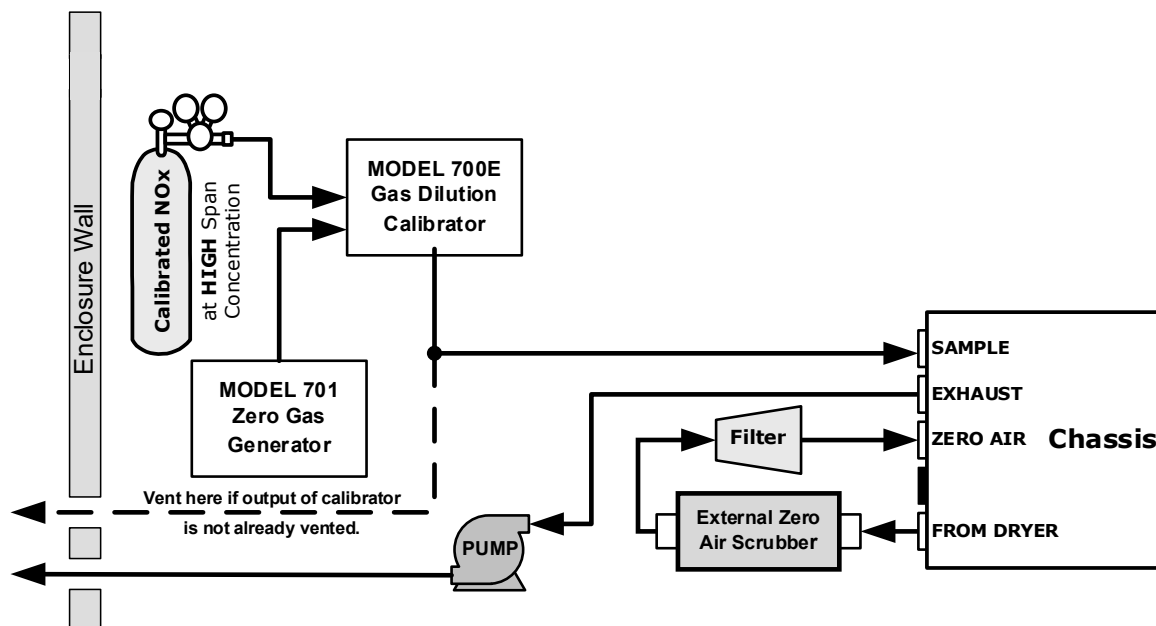 Enclosure Wall
Calibrated NOx
at HIGH Span
Concentration
MODEL 700E
Gas Dilution
Calibrator
MODEL 701
Zero Gas
Generator
Vent here if output of calibrator
is not already vented.
PUMP
Filter
External Zero
Air Scrubber
SAMPLE
EXHAUST
ZERO AIR
Chassis
FROM DRYER